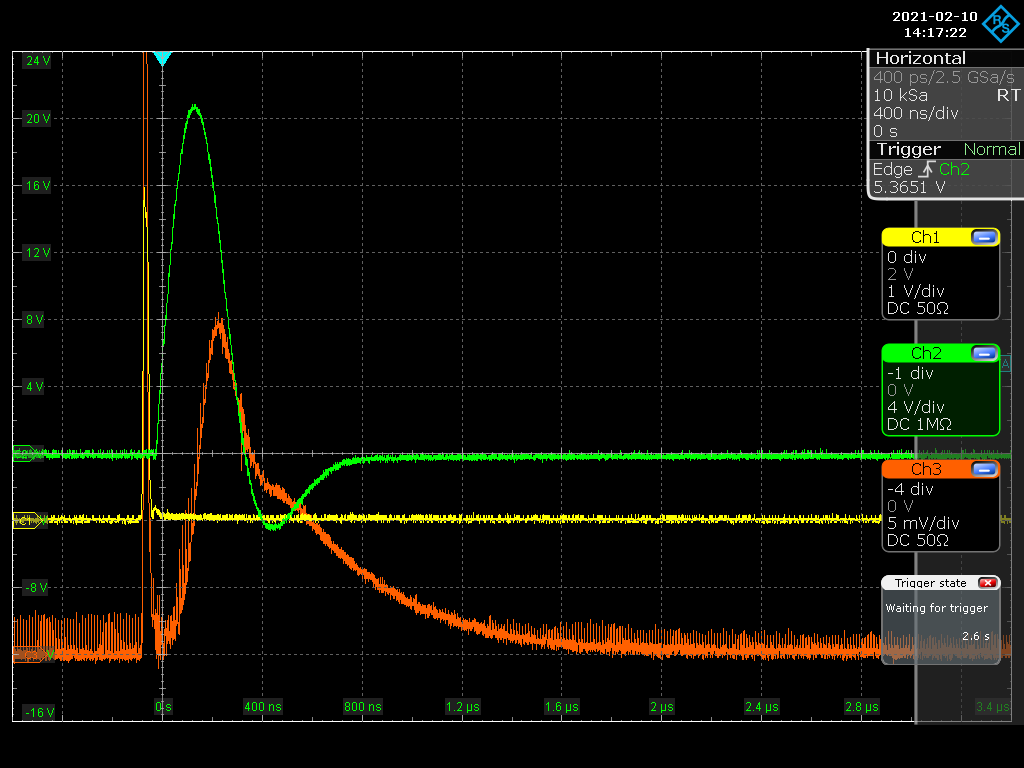 2021-02-10
14:17:22
R&S
Horizontal
400 ps/2.5 GSa/s
10 kSa RT
400 ns/div
0 s
Trigger Normal
Edge Ch2
5.3651 V
24 V
20 V
16 V
12 V
8 V
4 V
-8 V
-16 V
0 s
400 ns
800 ns
1.2 µs
1.6 µs
2 µs
2.4 µs
2.8 µs
3.4 µs
C1
Ch1
0 div
2 V
1 V/div
DC 50Ω
Ch2
-1 div
0 V
4 V/div
DC 1MΩ
A
Ch3
-4 div
0 V
5 mV/div
DC 50Ω
Trigger state
Waiting for trigger
2.6 s